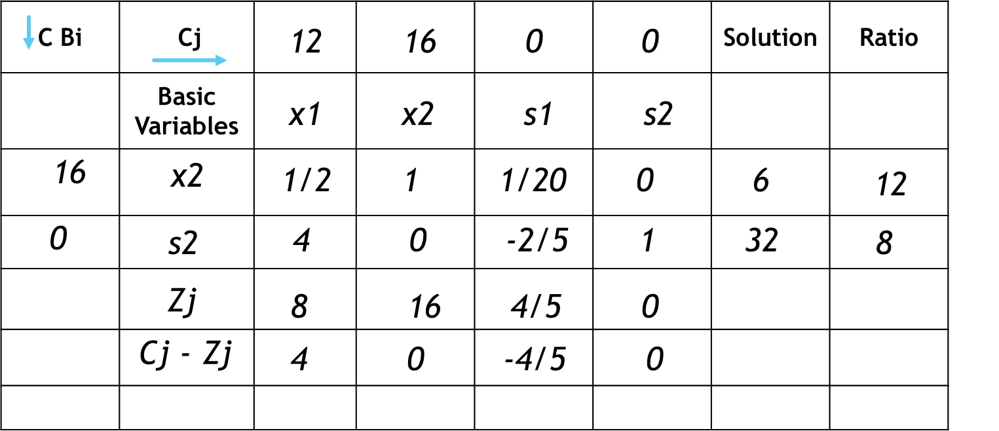 C Bi Cj 12 16 0 0 Solution Ratio
Basic
Variables x1 x2 s1 s2
16 x2 1/2 1 1/20 0 6 12
0 s2 4 0 -2/5 1 32 8
Zj 8 16 4/5 0
Cj - Zj 4 0 -4/5 0